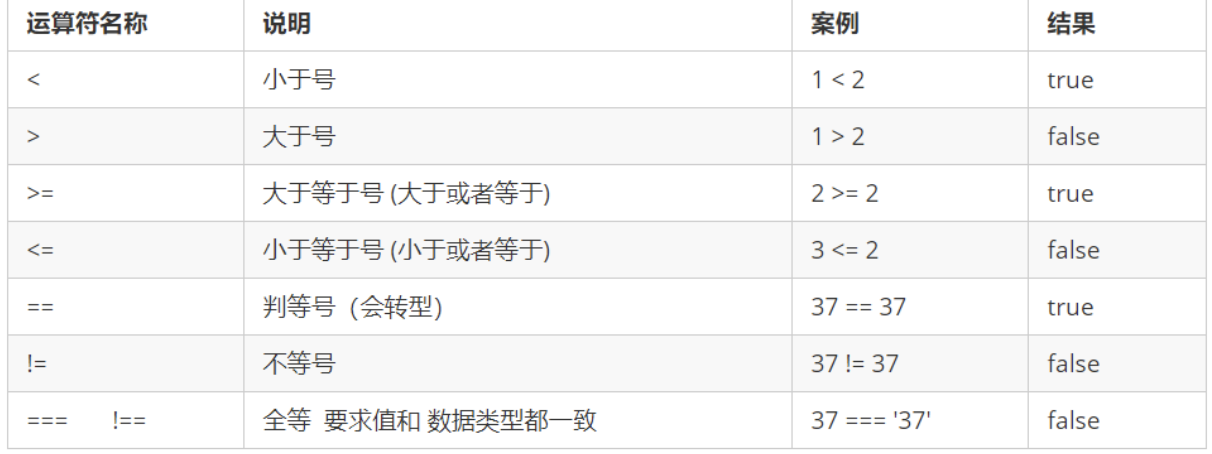 运算符名称 说明 案例 结果
< 小于号 1 < 2 true
> 大于号 1 > 2 false
>= 大于等于号 (大于或者等于) 2 >= 2 true
<= 小于等于号 (小于或者等于) 3 <= 2 false
== 判等号（会转型） 37 == 37 true
!= 不等号 37 != 37 false
=== !== 全等 要求值和 数据类型都一致 37 === '37' false